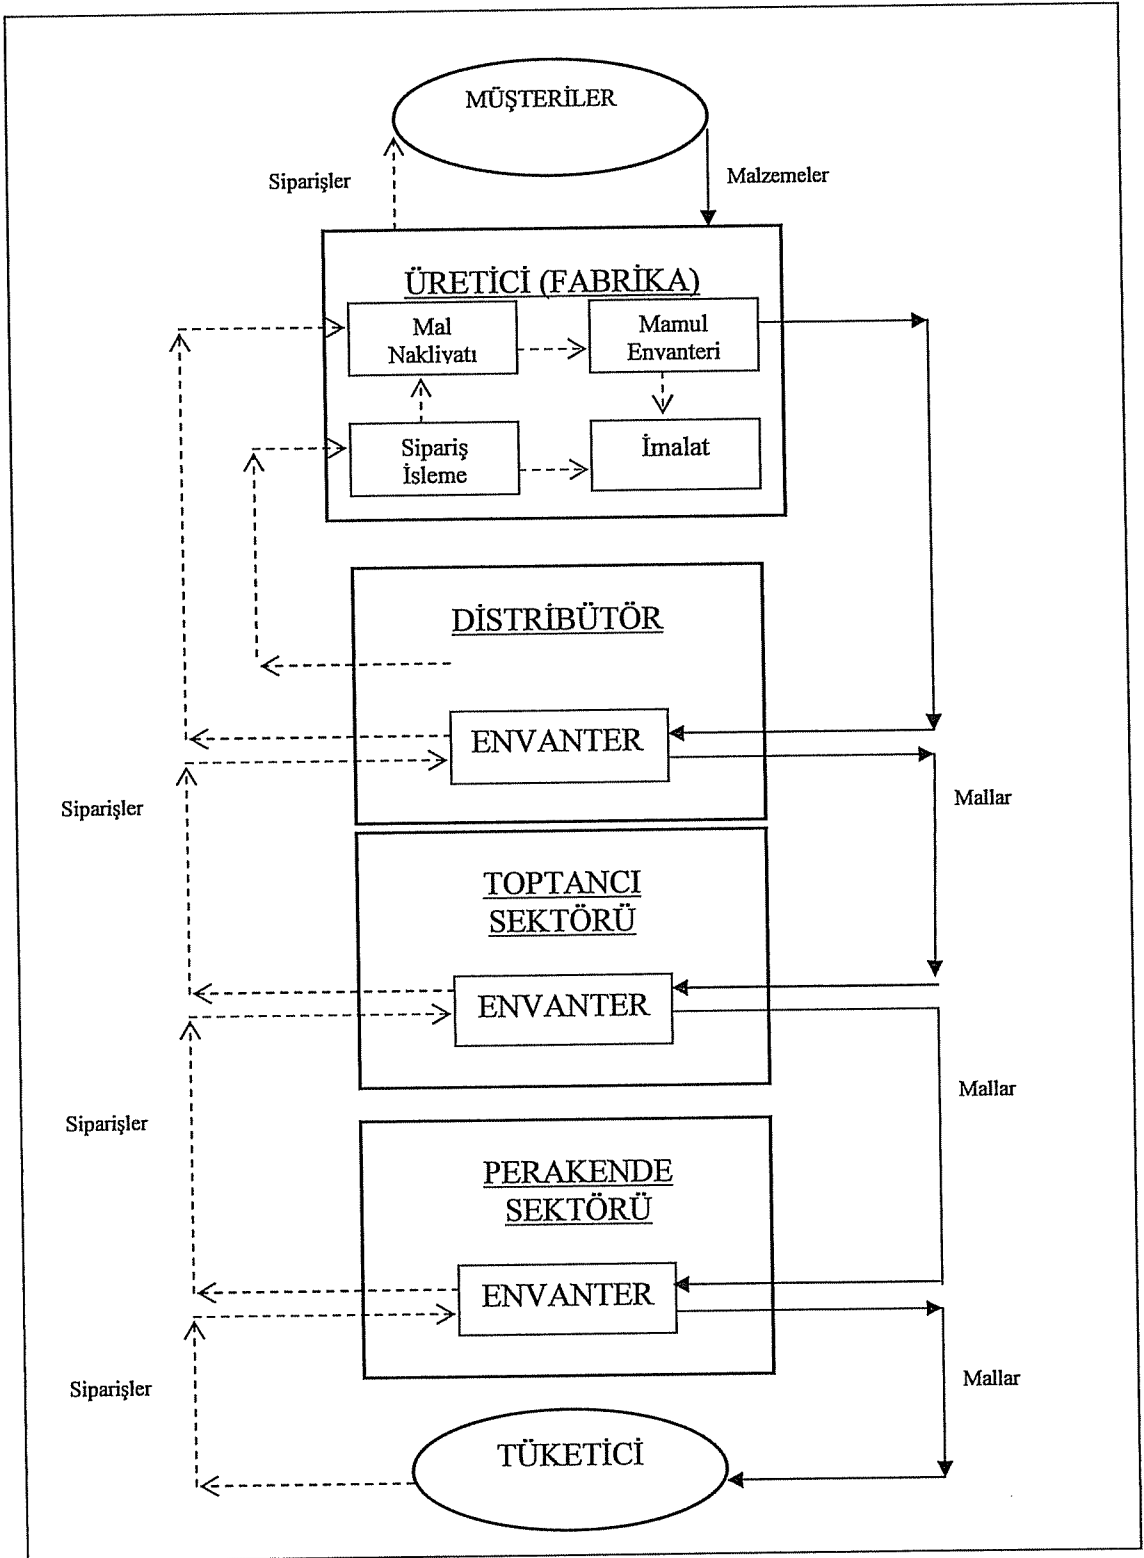 MÜŞTERİLER
Siparişler
Malzemeler
ÜRETİCİ (FABRİKA)
Mal
Nakliyatı
Mamul
Envanteri
Sipariş
İsleme
İmalat
DİSTRİBÜTÖR
ENVANTER
Siparişler
Mallar
TOPTANCI
SEKTÖRÜ
ENVANTER
Siparişler
Mallar
PERAKENDE
SEKTÖRÜ
ENVANTER
Siparişler
Mallar
TÜKETİCİ